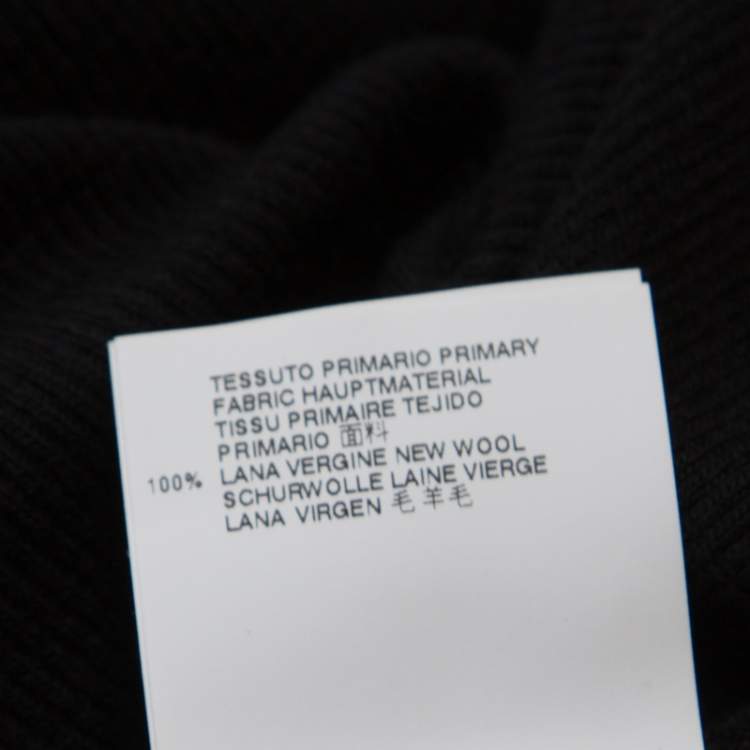 TESSUTO PRIMARIO PRIMARY
FABRIC HAUPTMATERIAL
TISSU PRIMAIRE TEJIDO
PRIMARIO 面料
100% LANA VERGINE NEW WOOL
SCHURWOLLE LAINE VIERGE
LANA VIRGEN 毛 羊毛